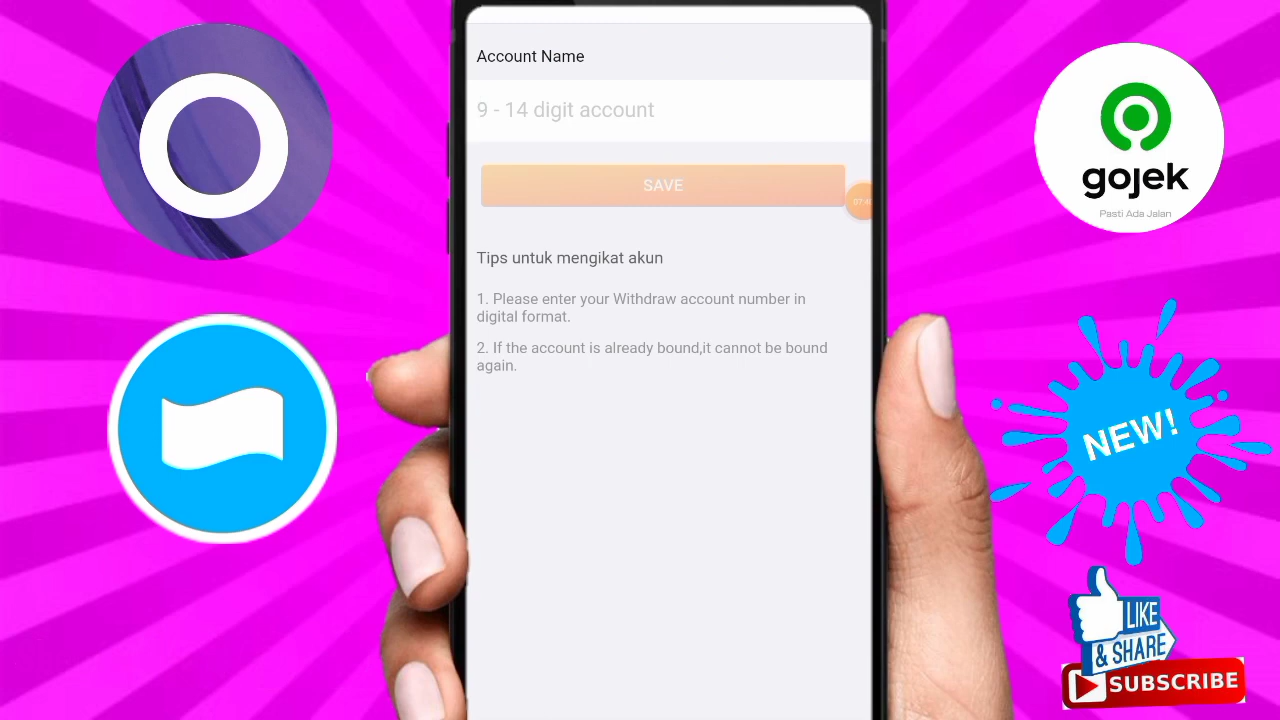 Account Name
9 - 14 digit account
SAVE
Tips untuk mengikat akun
1. Please enter your Withdraw account number in
digital format.
2. If the account is already bound,it cannot be bound
again.
gojek
Pasti Ada Jalan
NEW!
LIKE
& SHARE
SUBSCRIBE